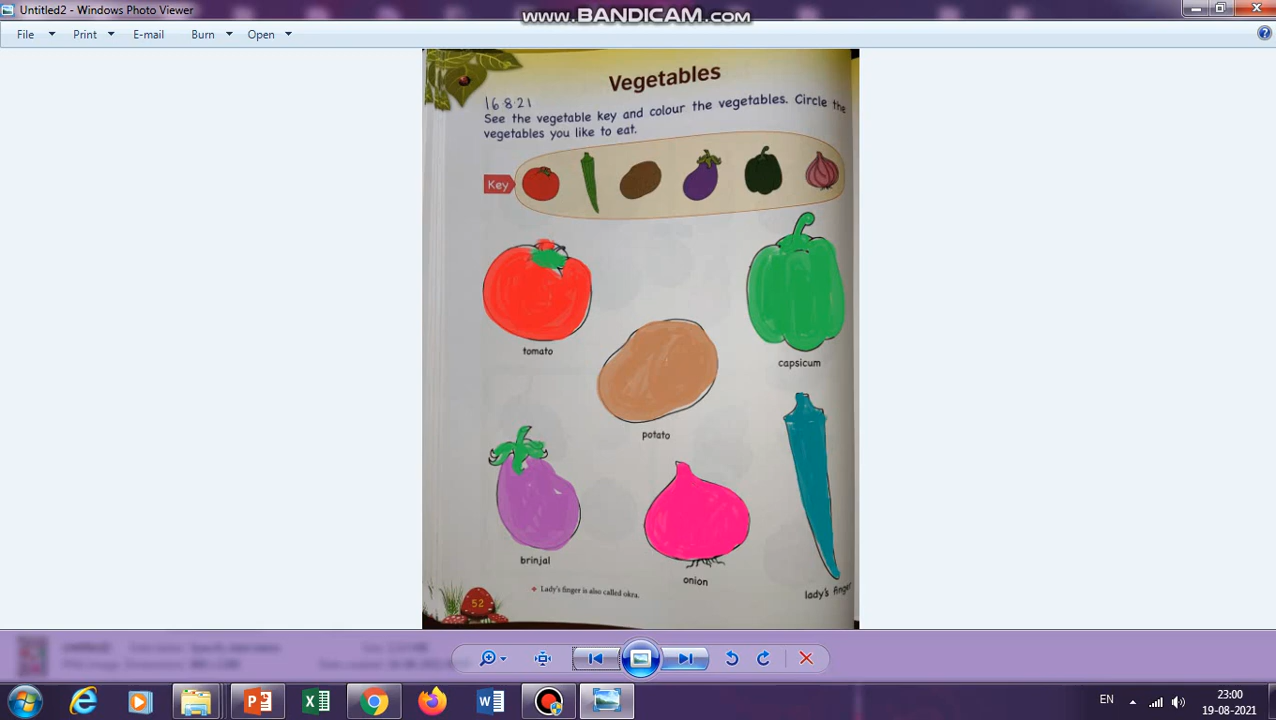 Untitled2 - Windows Photo Viewer
www.BANDICAM.com
File Print E-mail Burn Open
Vegetables
16 8.21
See the vegetable key and colour the vegetables. Circle the
vegetables you like to eat.
Key
tomato
capsicum
potato
brinjal
onion
lady's finger
Lady's finger is also called okra.
52
EN
23:00
19-08-2021